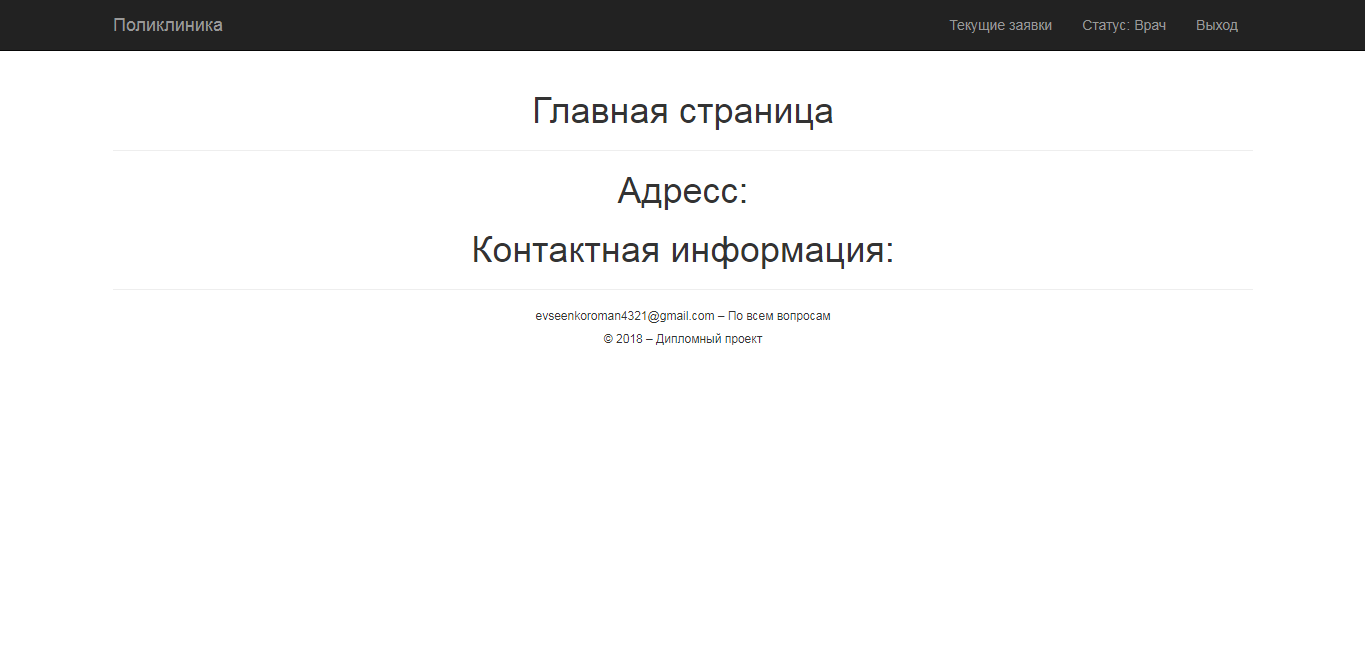 Поликлиника Текущие заявки Статус: Врач Выход
Главная страница
Адресс:
Контактная информация:
evseenkoroman4321@gmail.com – По всем вопросам
© 2018 – Дипломный проект